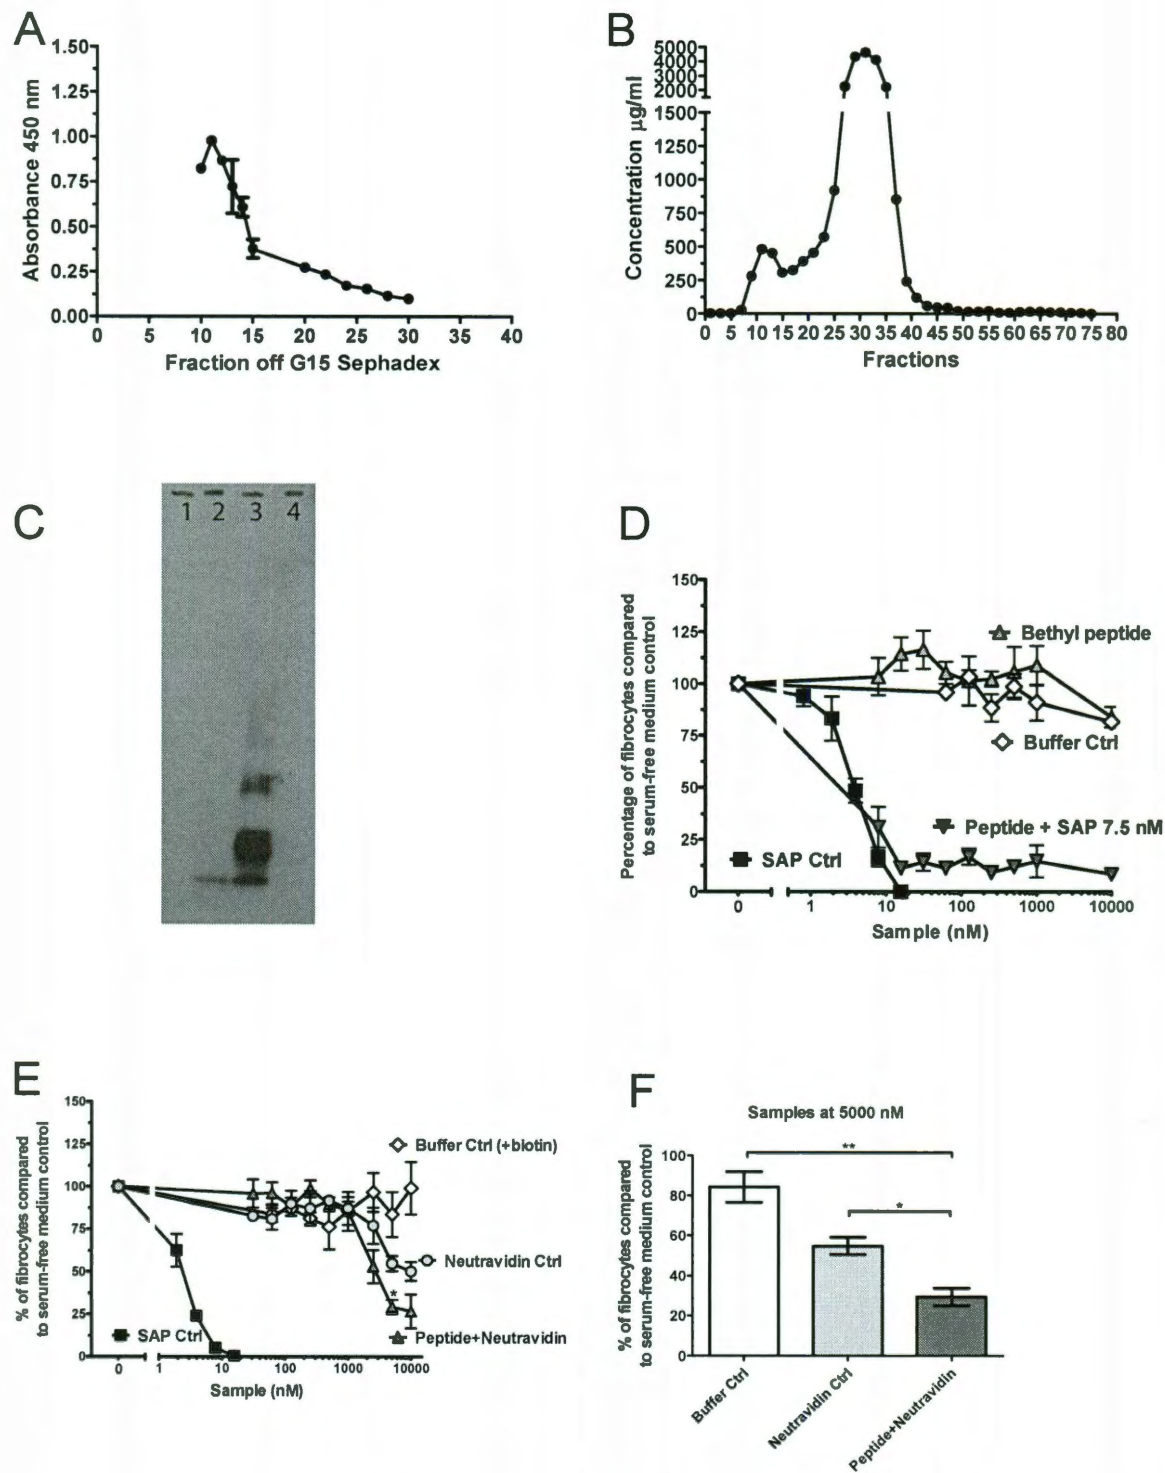 A
1.50
1.25
1.00
0.75
0.50
0.25
0.00
0 5 10 15 20 25 30 35 40
Absorbance 450 nm
Fraction off G15 Sephadex
B
5000
4000
3000
2000
1500
1250
1000
750
500
250
0
0 5 10 15 20 25 30 35 40 45 50 55 60 65 70 75 80
Concentration µg/ml
Fractions
C
1 2 3 4
D
150
125
100
75
50
25
0
0 1 10 100 1000 10000
Percentage of fibrocytes compared
to serum-free medium control
Bethyl peptide
Buffer Ctrl
Peptide + SAP 7.5 nM
SAP Ctrl
Sample (nM)
E
150
125
100
75
50
25
0
0 1 10 100 1000 10000
% of fibrocytes compared
to serum-free medium control
Buffer Ctrl (+biotin)
Neutravidin Ctrl
*
SAP Ctrl
Peptide+Neutravidin
Sample (nM)
F
Samples at 5000 nM
100
80
60
40
20
0
% of fibrocytes compared
to serum-free medium control
**
*
Buffer Ctrl
Neutravidin Ctrl
Peptide+Neutravidin